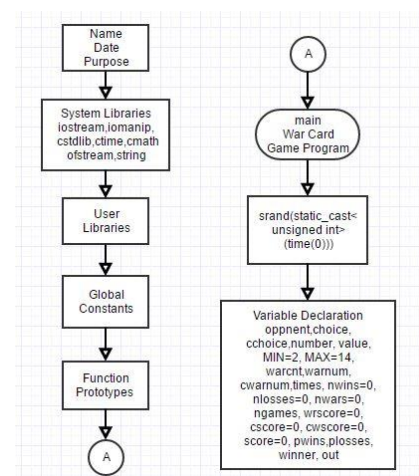 Name
Date
Purpose
System Libraries
iostream,iomanip,
cstdlib,ctime,cmath
ofstream,string
User
Libraries
Global
Constants
Function
Prototypes
A
A
main
War Card
Game Program
srand(static_cast<
unsigned int>
(time(0)))
Variable Declaration
oppnent,choice,
cchoice,number, value,
MIN=2, MAX=14,
warcnt,warnum,
cwarnum,times, nwins=0,
nlosses=0, nwars=0,
ngames, wrscore=0,
cscore=0, cwscore=0,
score=0, pwins,plosses,
winner, out